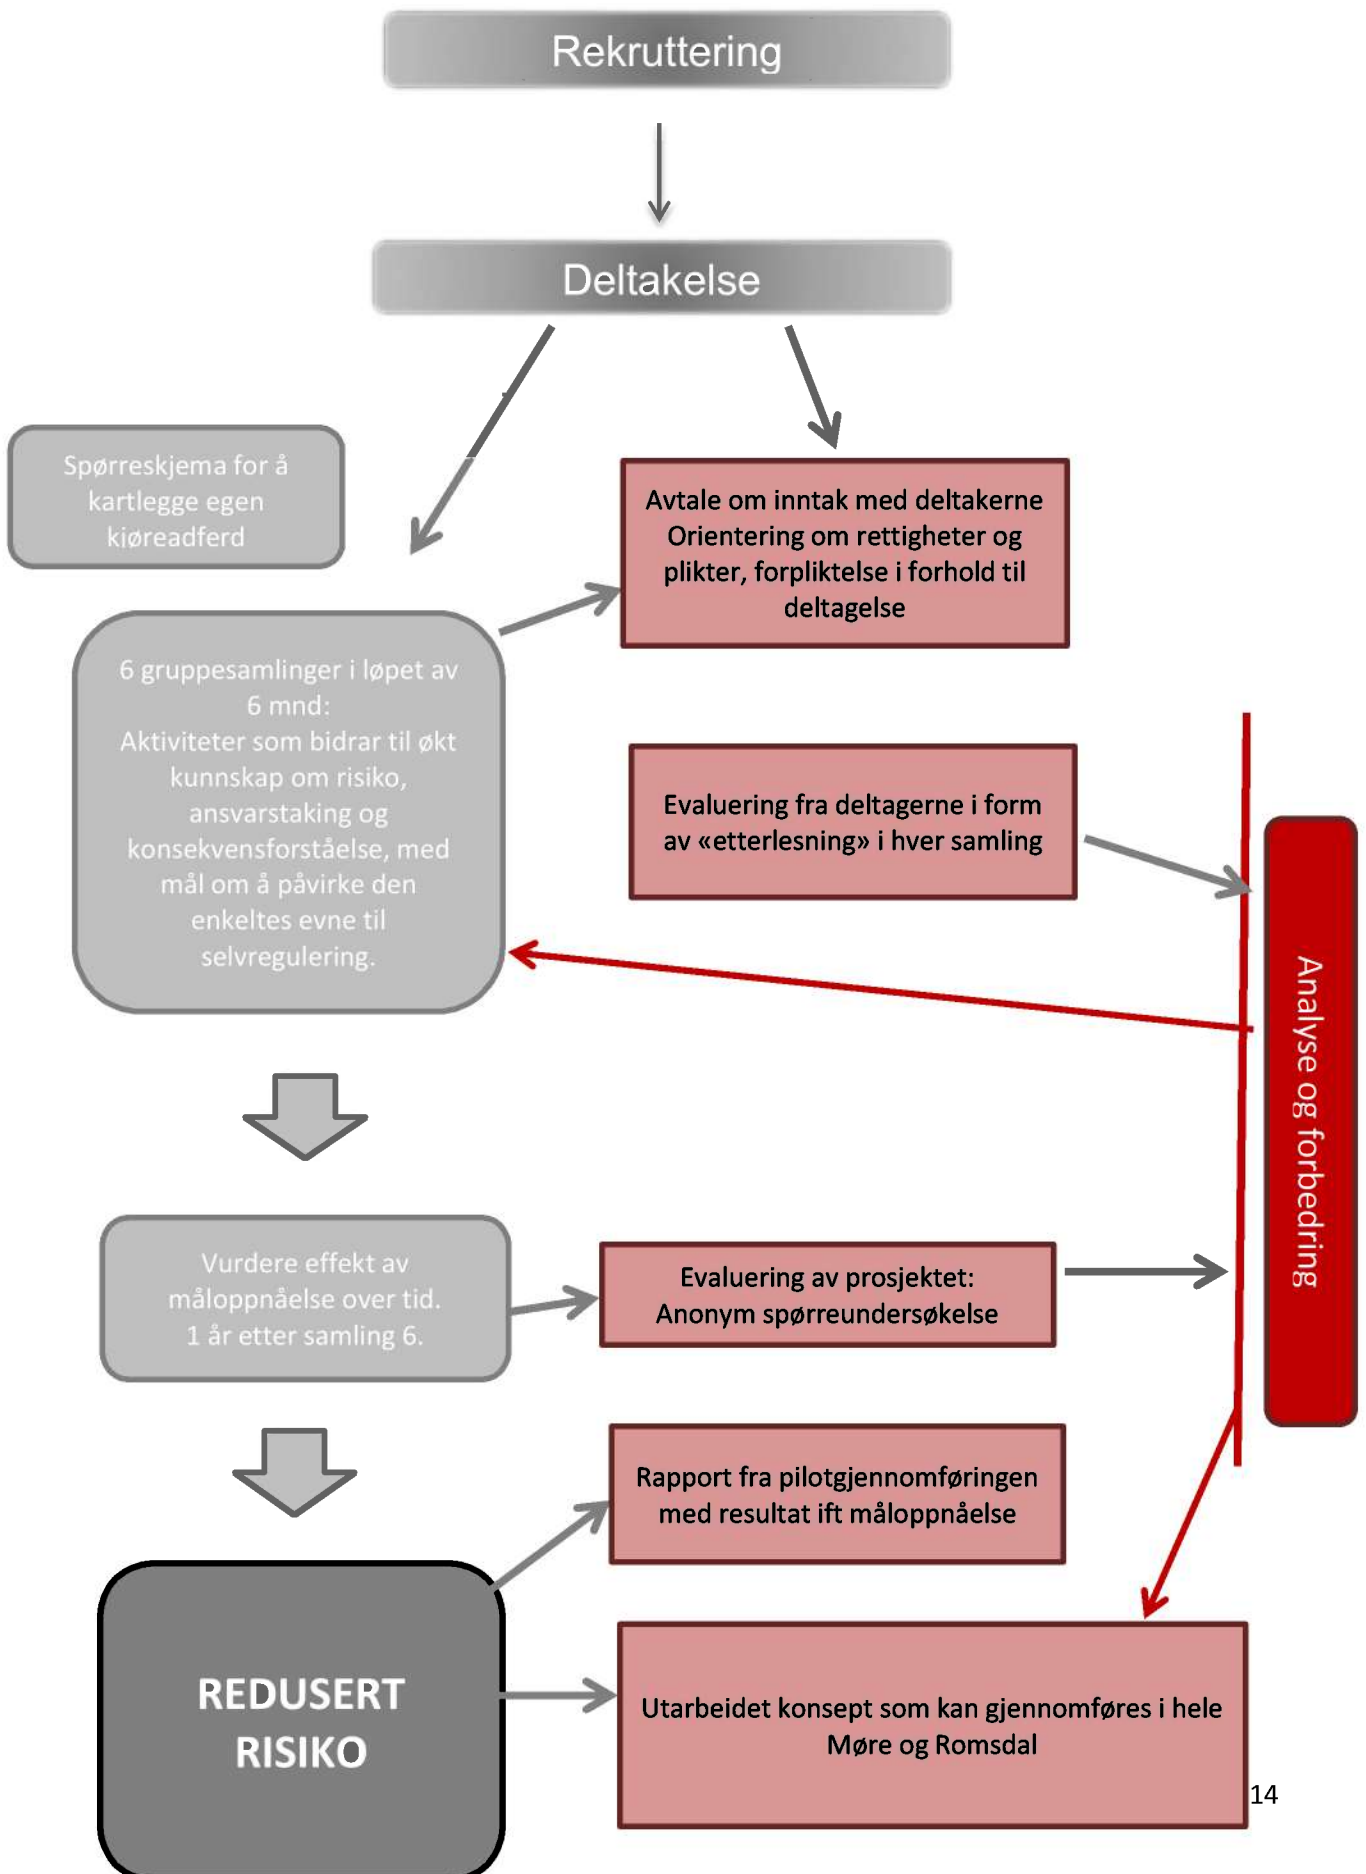 Rekruttering
Deltakelse
Spørreskjema for å
kartlegge egen
kjøreadferd
Avtale om inntak med deltakerne
Orientering om rettigheter og
plikter, forpliktelse i forhold til
deltagelse
6 gruppesamlinger i løpet av
6 mnd:
Aktiviteter som bidrar til økt
kunnskap om risiko,
ansvarstaking og
konsekvensforståelse, med
mål om å påvirke den
enkeltes evne til
selvregulering.
Evaluering fra deltagerne i form
av «etterlesning» i hver samling
Analyse og forbedring
Vurdere effekt av
måloppnåelse over tid.
1 år etter samling 6.
Evaluering av prosjektet:
Anonym spørreundersøkelse
Rapport fra pilotgjennomføringen
med resultat ift måloppnåelse
REDUSERT
RISIKO
Utarbeidet konsept som kan gjennomføres i hele
Møre og Romsdal
14